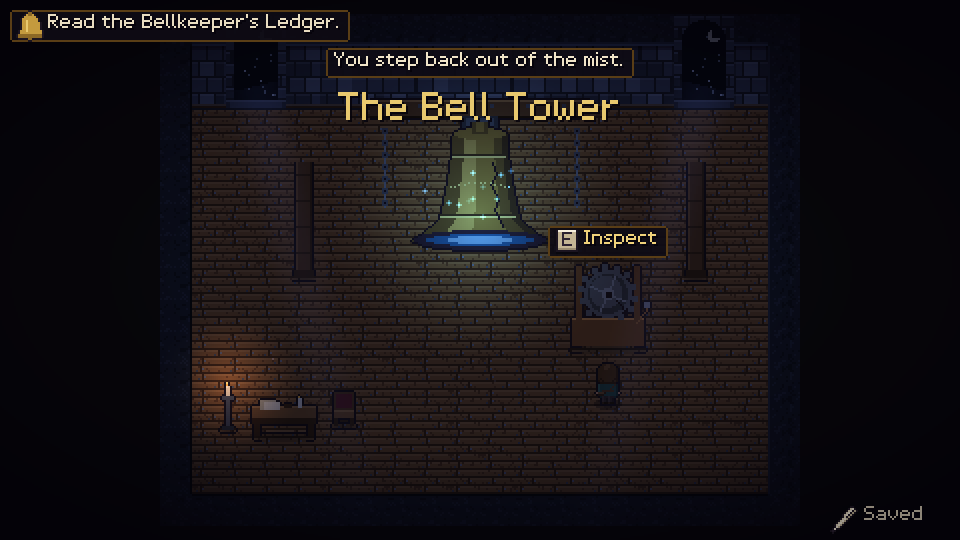 Read the Bellkeeper's Ledger.
You step back out of the mist.
The Bell Tower
E Inspect
Saved